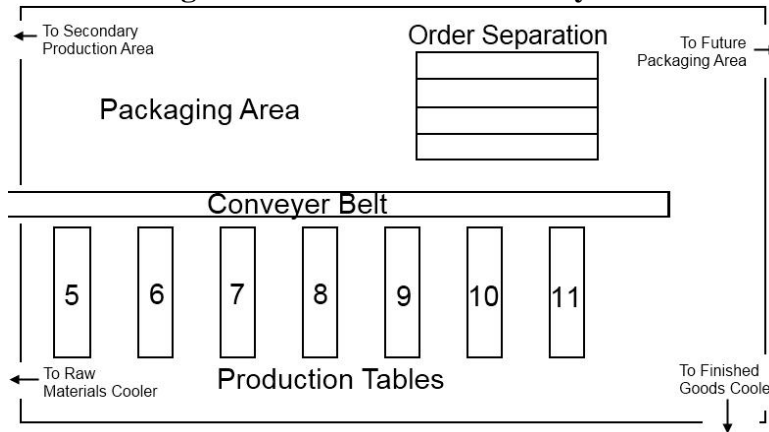 To Secondary
Production Area
Order Separation
To Future
Packaging Area
Packaging Area
Conveyer Belt
5 6 7 8 9 10 11
To Raw
Materials Cooler
Production Tables
To Finished
Goods Coole